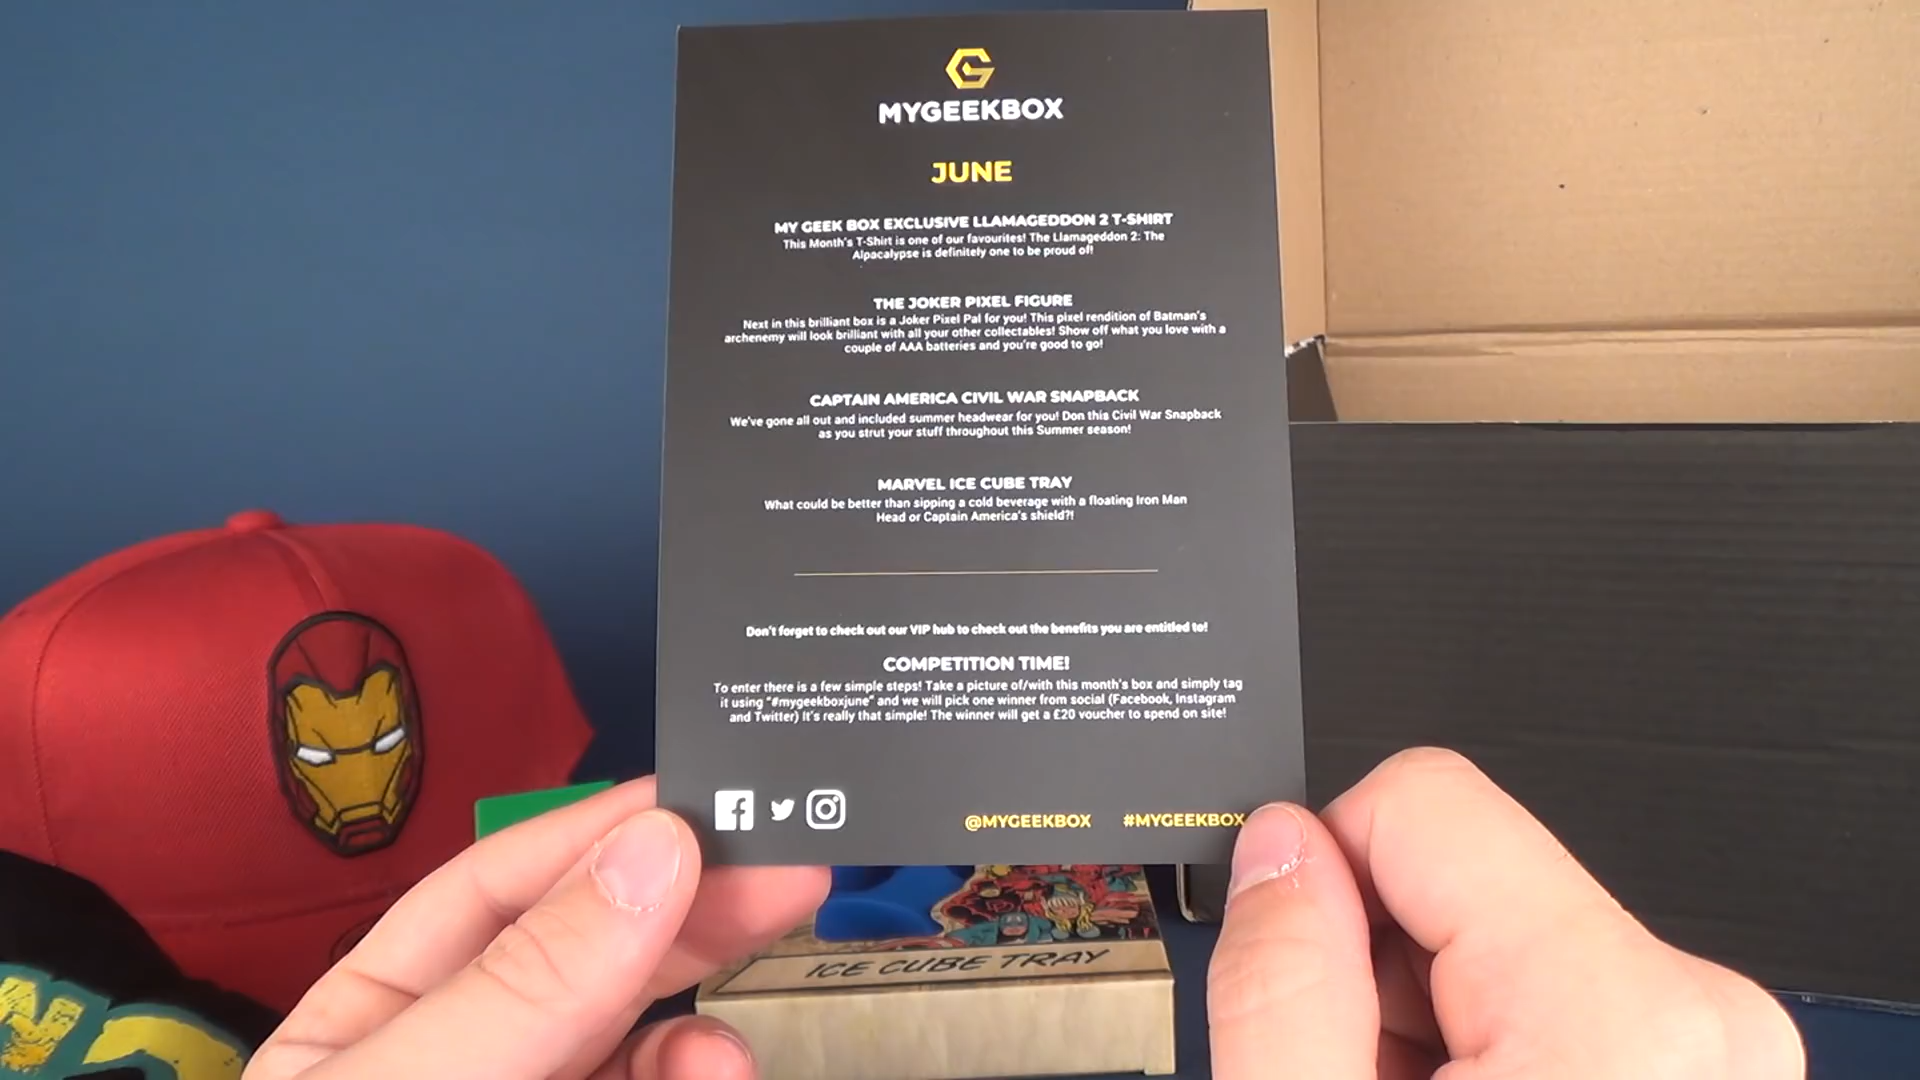 MYGEEKBOX
JUNE
MY GEEK BOX EXCLUSIVE LLAMAGEDDON 2 T-SHIRT
This Month's T-Shirt is one of our favourites! The Llamageddon 2: The
Alpacalypse is definitely one to be proud of!
THE JOKER PIXEL FIGURE
Next in this brilliant box is a Joker Pixel Pal for you! This pixel rendition of Batman's
archenemy will look brilliant with all your other collectables! Show off what you love with a
couple of AAA batteries and you're good to go!
CAPTAIN AMERICA CIVIL WAR SNAPBACK
We've gone all out and included summer headwear for you! Don this Civil War Snapback
as you strut your stuff throughout this Summer season!
MARVEL ICE CUBE TRAY
What could be better than sipping a cold beverage with a floating Iron Man
Head or Captain America's shield?!
Don't forget to check out our VIP hub to check out the benefits you are entitled to!
COMPETITION TIME!
To enter there is a few simple steps! Take a picture of/with this month's box and simply tag
it using "#mygeekboxjune" and we will pick one winner from social (Facebook, Instagram
and Twitter) It's really that simple! The winner will get a £20 voucher to spend on site!
@MYGEEKBOX #MYGEEKBOX
ICE CUBE TRAY
N
2